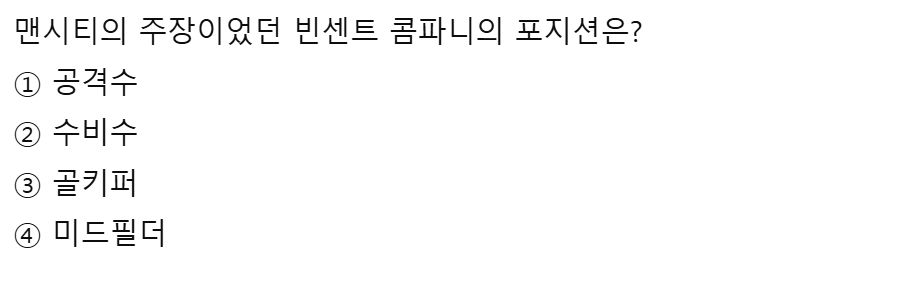 맨시티의 주장이었던 빈센트 콤파니의 포지션은?
① 공격수
② 수비수
③ 골키퍼
④ 미드필더